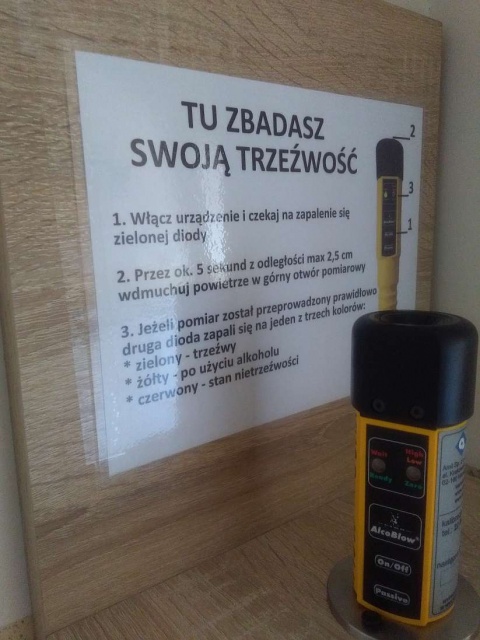 TU ZBADASZ
SWOJĄ TRZEŹWOŚĆ
1. Włącz urządzenie i czekaj na zapalenie się
zielonej diody
2. Przez ok. 5 sekund z odległości max 2,5 cm
wdmuchuj powietrze w górny otwór pomiarowy
3. Jeżeli pomiar został przeprowadzony prawidłowo
druga dioda zapali się na jeden z trzech kolorów:
* zielony - trzeźwy
* żółty - po użyciu alkoholu
* czerwony - stan nietrzeźwości
2
3
1
Wait
Ready
High
Low
Zero
AlcoBlow®
On/Off
Passive